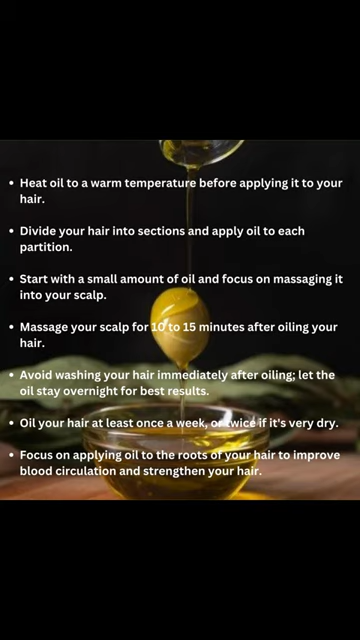 • Heat oil to a warm temperature before applying it to your
hair.
• Divide your hair into sections and apply oil to each
partition.
• Start with a small amount of oil and focus on massaging it
into your scalp.
• Massage your scalp for 10 to 15 minutes after oiling your
hair.
• Avoid washing your hair immediately after oiling; let the
oil stay overnight for best results.
• Oil your hair at least once a week, or twice if it's very dry.
• Focus on applying oil to the roots of your hair to improve
blood circulation and strengthen your hair.